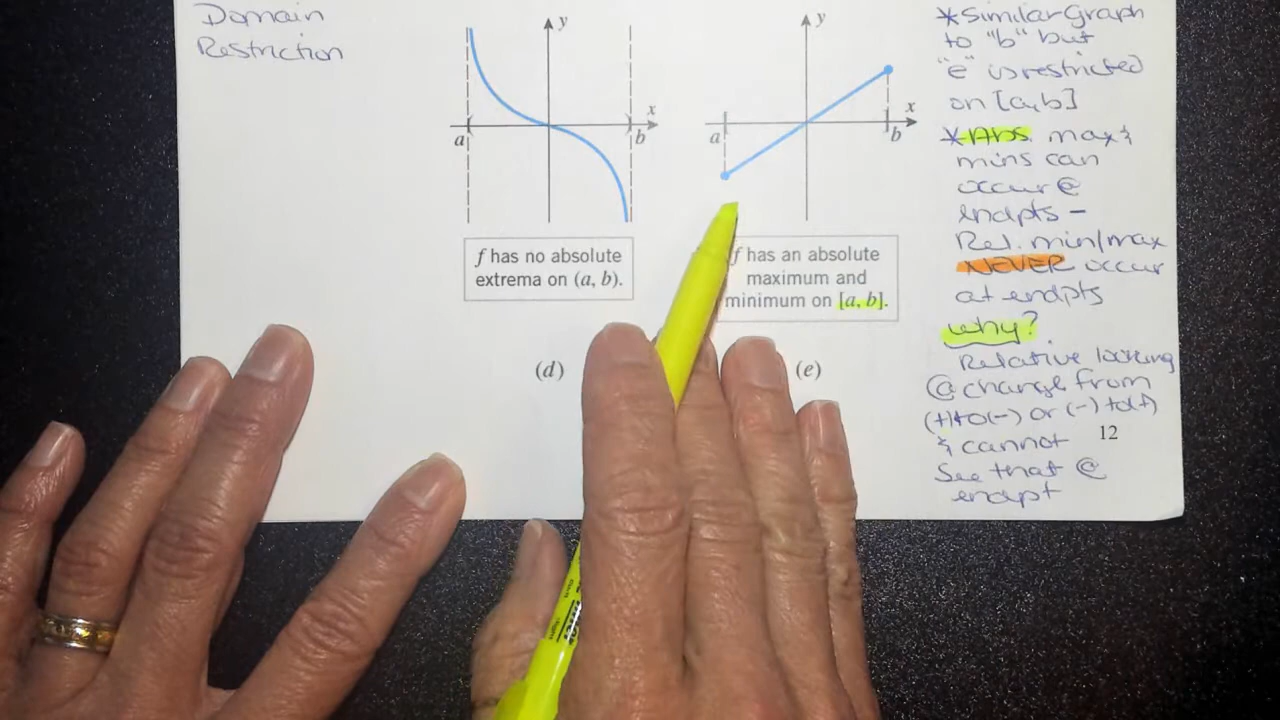 Domain
Restriction
y
x
a
b
f has no absolute
extrema on (a, b).
(d)
y
x
a
b
f has an absolute
maximum and
minimum on [a, b].
(e)
*Similar Graph
to "b" but
"e" is restricted
on [a,b]
*Abs. max &
mins can
occur @
Endpts -
Rel. min/max
NEVER occur
at endpts
why?
Relative looking
@ change from
(+) to (-) or (-) to (+)
& cannot
see that @
endpt
12